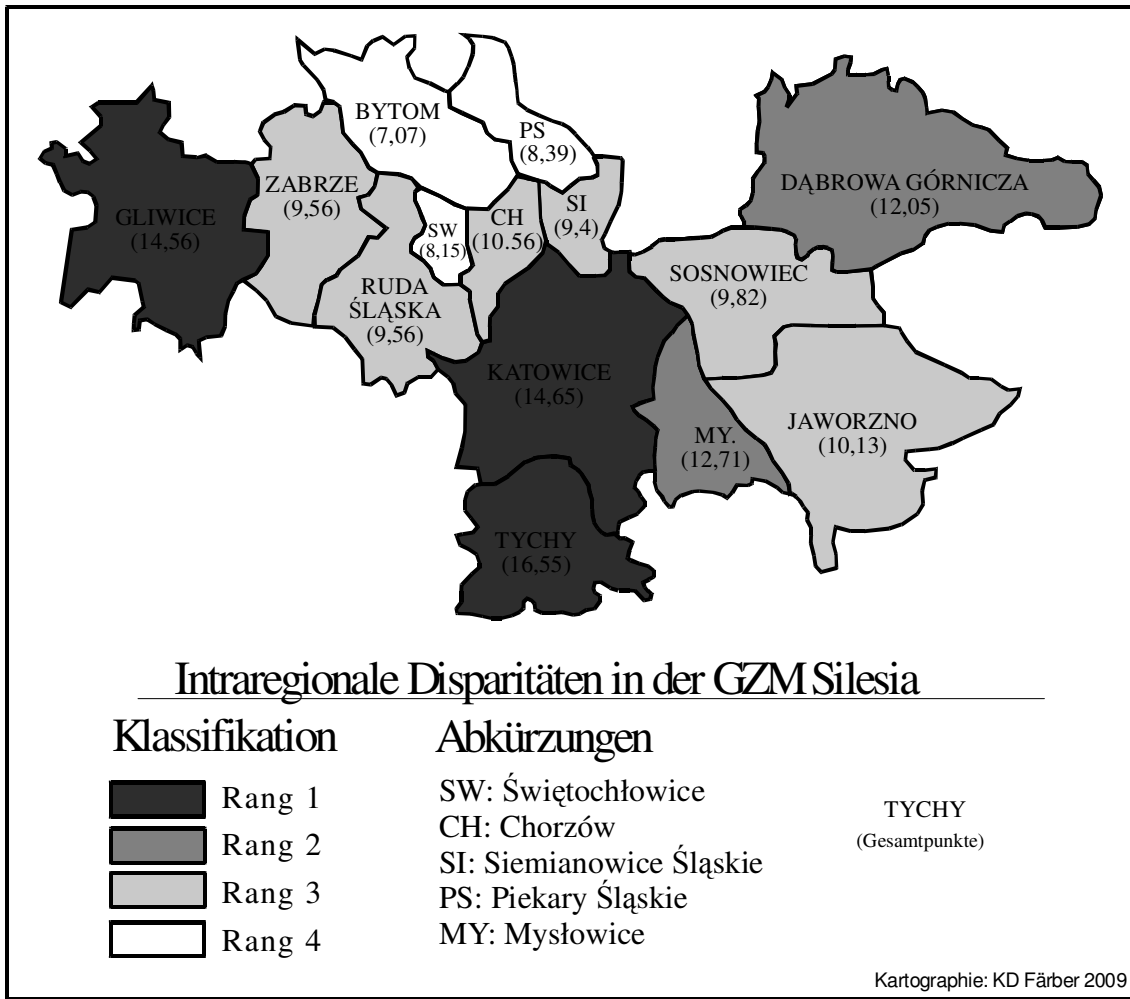 BYTOM
(7,07)
PS
(8,39)
ZABRZE
(9,56)
GLIWICE
(14,56)
SW
(8,15)
CH
(10.56)
SI
(9,4)
DĄBROWA GÓRNICZA
(12,05)
RUDA
ŚLĄSKA
(9,56)
SOSNOWIEC
(9,82)
KATOWICE
(14,65)
MY.
(12,71)
JAWORZNO
(10,13)
TYCHY
(16,55)
Intraregionale Disparitäten in der GZM Silesia
Klassifikation
Rang 1
Rang 2
Rang 3
Rang 4
Abkürzungen
SW: Świętochłowice
CH: Chorzów
SI: Siemianowice Śląskie
PS: Piekary Śląskie
MY: Mysłowice
TYCHY
(Gesamtpunkte)
Kartographie: KD Färber 2009